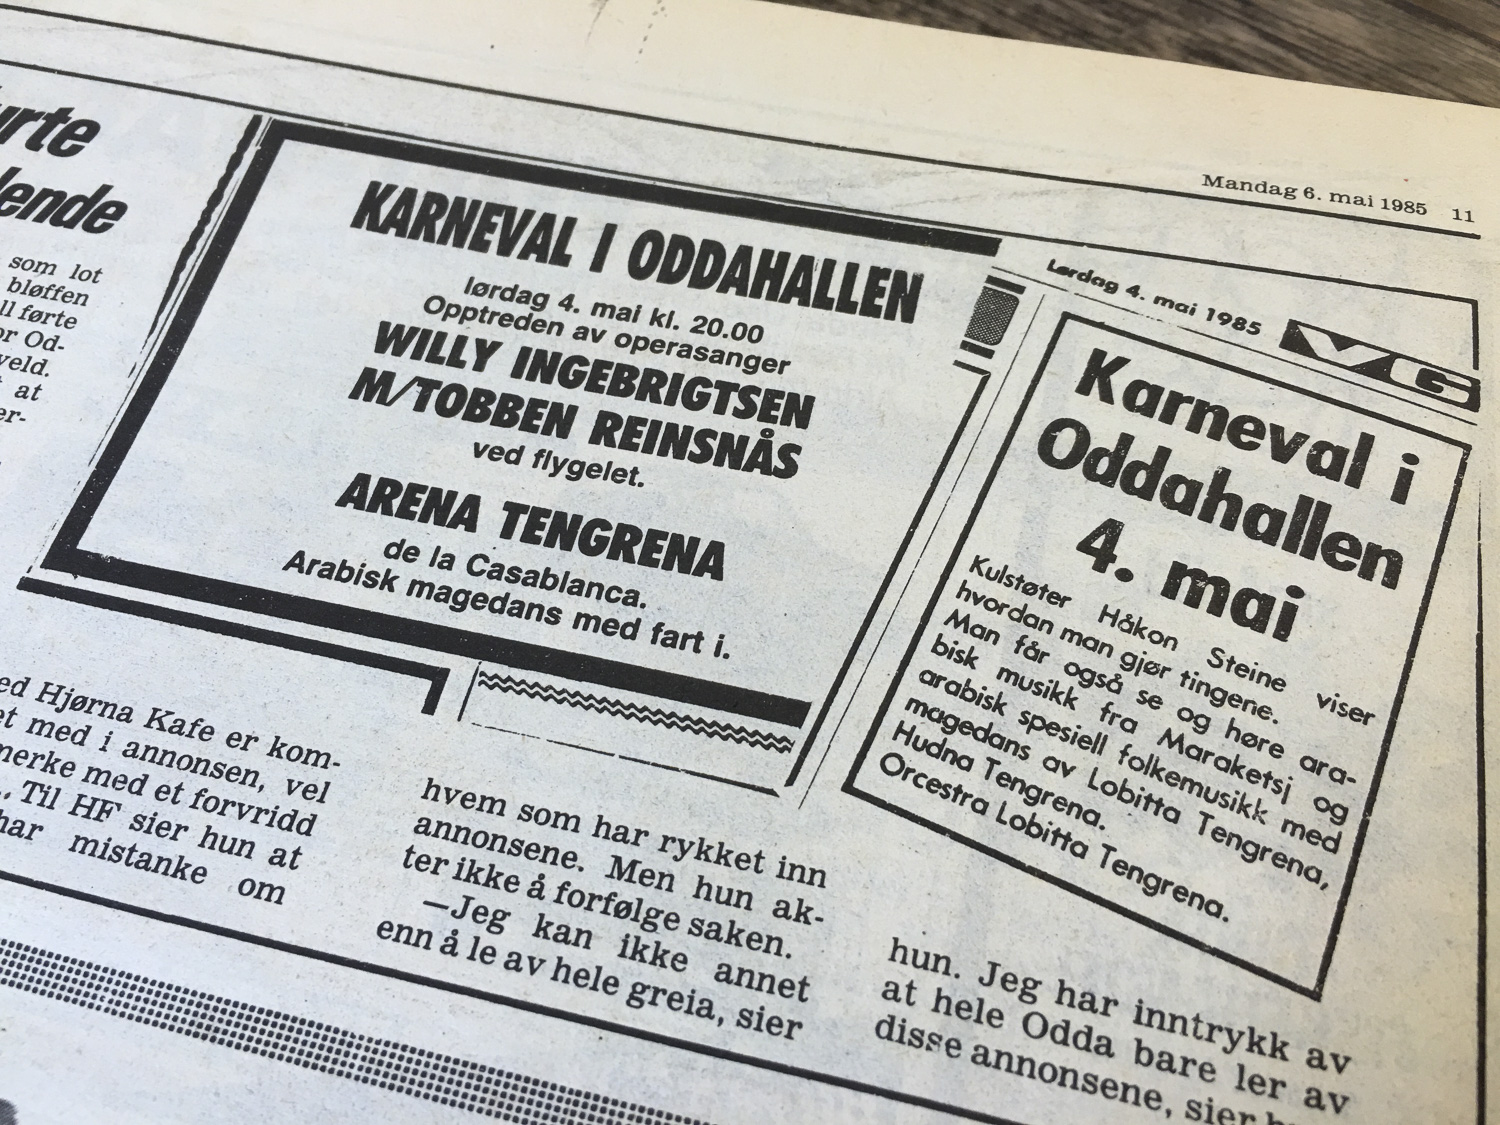 Mandag 6. mai 1985 11
urte
lende
som lot
bløffen
ll førte
or Od-
veld.
at
er-
KARNEVAL I ODDAHALLEN
lørdag 4. mai kl. 20.00
Opptreden av operasanger
WILLY INGEBRIGTSEN
M/TOBBEN REINSNÅS
ved flygelet.
ARENA TENGRENA
de la Casablanca.
Arabisk magedans med fart i.
Lørdag 4. mai 1985 VG
Karneval i
Oddahallen
4. mai
Kulstøter Håkon Steine viser
hvordan man gjør tingene.
Man får også se og høre ara-
bisk musikk fra Maraketsj og
arabisk spesiell folkemusikk med
magedans av Lobitta Tengrena,
Hudna Tengrena.
Orcestra Lobitta Tengrena.
ed Hjørna Kafe er kom-
et med i annonsen, vel
merke med et forvridd
. Til HF sier hun at
har mistanke om
hvem som har rykket inn
annonsene. Men hun ak-
ter ikke å forfølge saken.
—Jeg kan ikke annet
enn å le av hele greia, sier
hun. Jeg har inntrykk av
at hele Odda bare ler av
disse annonsene, sier